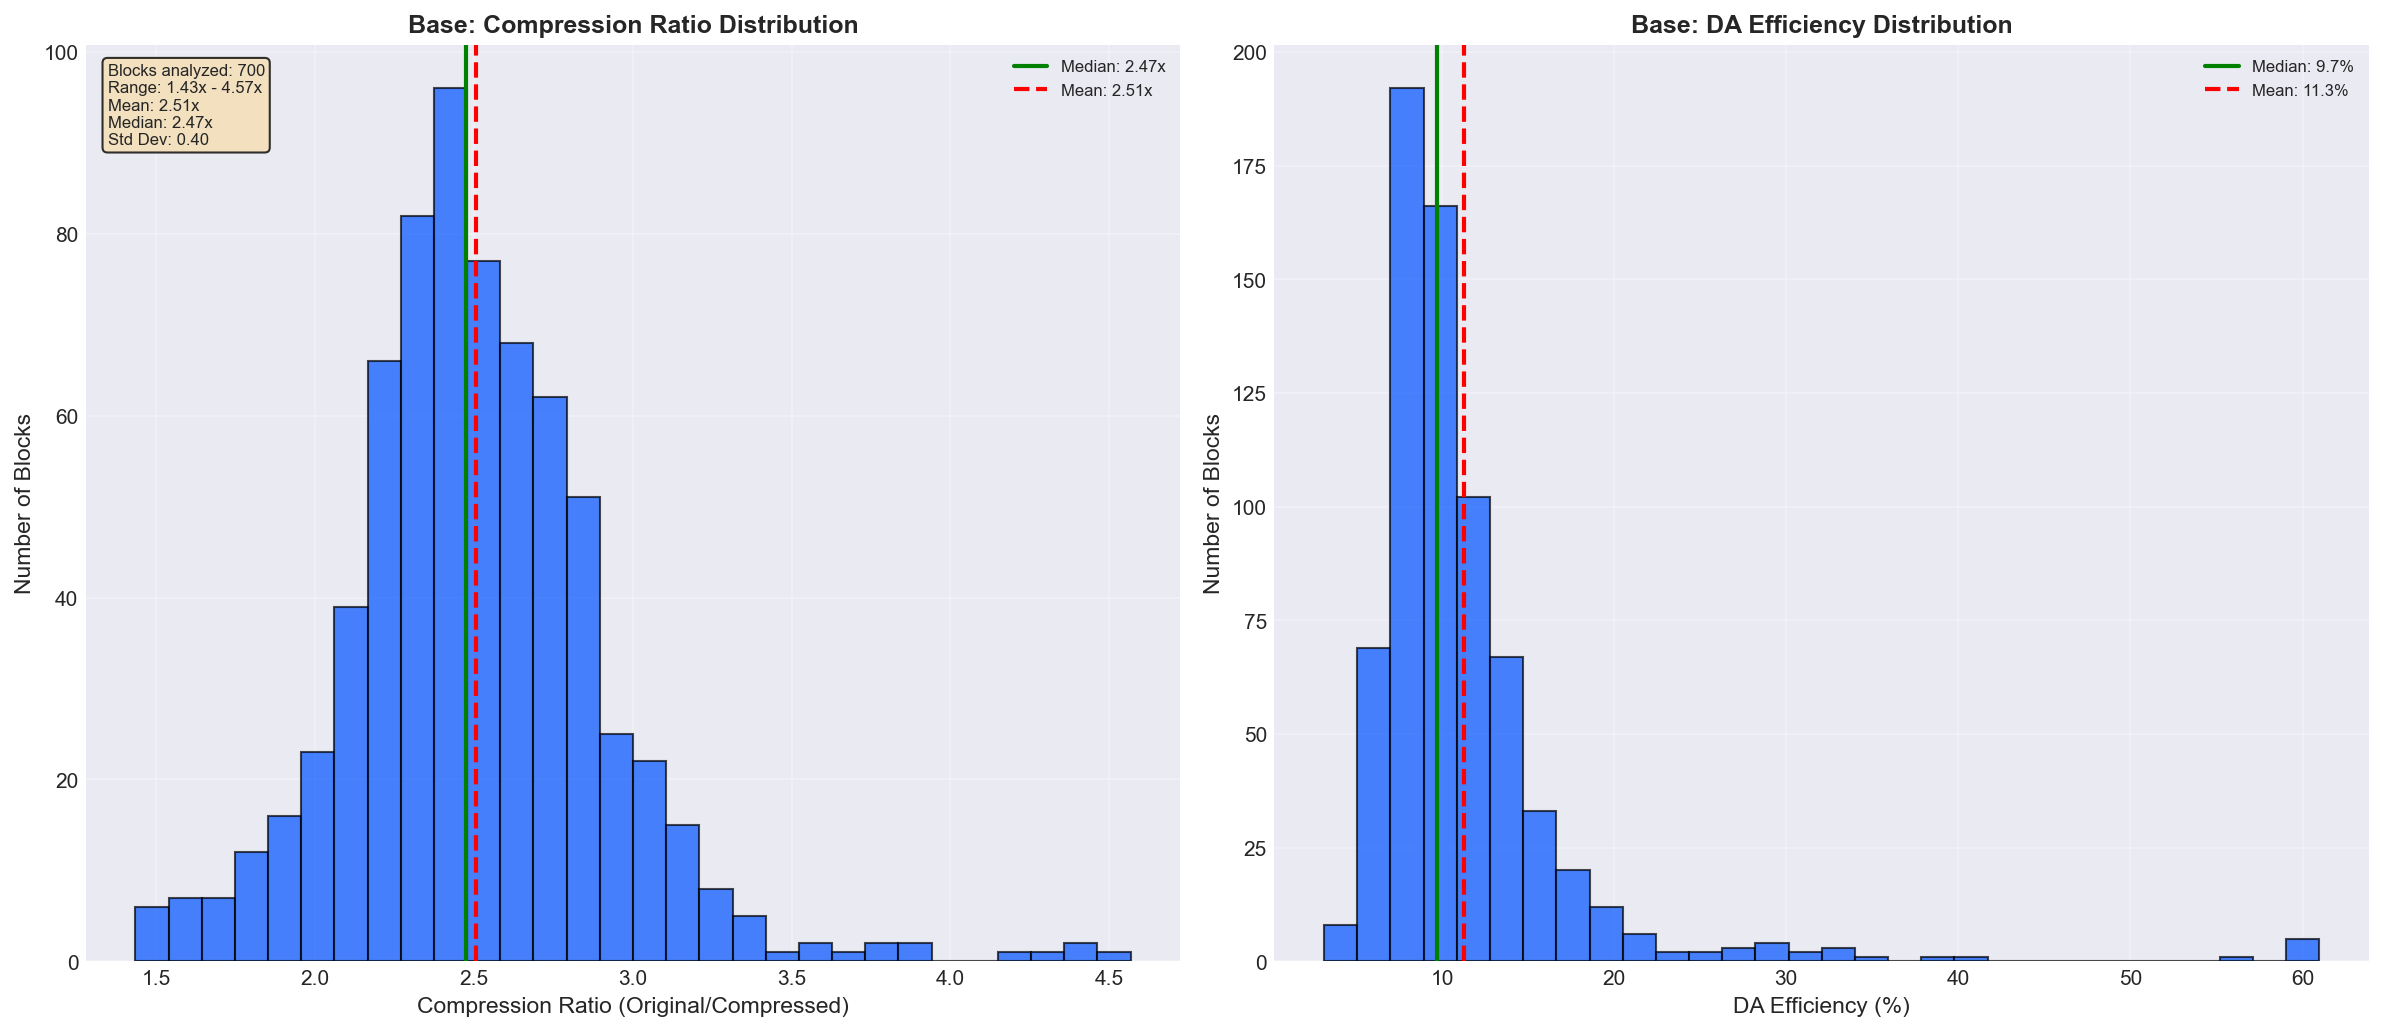 Base: Compression Ratio Distribution
Blocks analyzed: 700
Range: 1.43x - 4.57x
Mean: 2.51x
Median: 2.47x
Std Dev: 0.40
Median: 2.47x
Mean: 2.51x
Number of Blocks
100
80
60
40
20
0
1.5 2.0 2.5 3.0 3.5 4.0 4.5
Compression Ratio (Original/Compressed)
Base: DA Efficiency Distribution
Median: 9.7%
Mean: 11.3%
Number of Blocks
200
175
150
125
100
75
50
25
0
10 20 30 40 50 60
DA Efficiency (%)